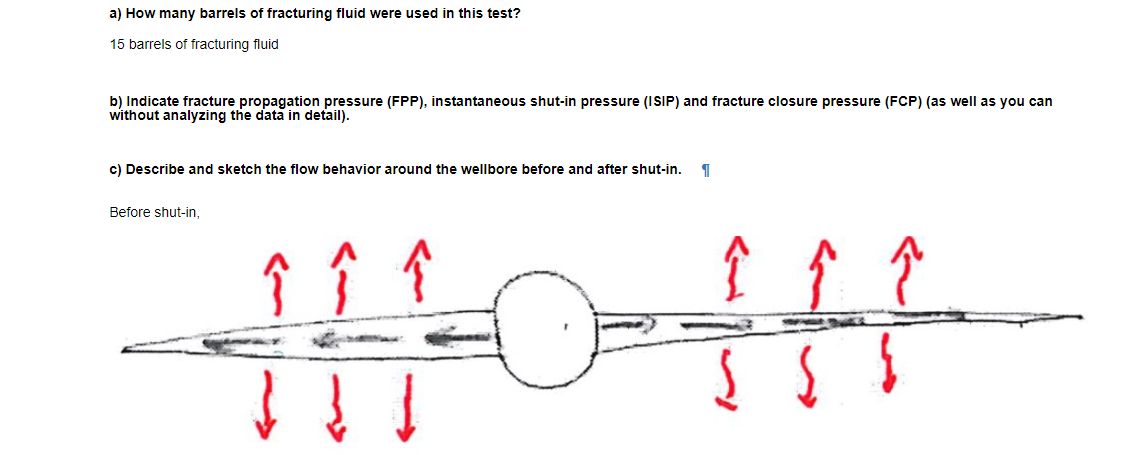 a) How many barrels of fracturing fluid were used in this test?
15 barrels of fracturing fluid
b) Indicate fracture propagation pressure (FPP), instantaneous shut-in pressure (ISIP) and fracture closure pressure (FCP) (as well as you can
without analyzing the data in detail).
c) Describe and sketch the flow behavior around the wellbore before and after shut-in. ¶
Before shut-in,